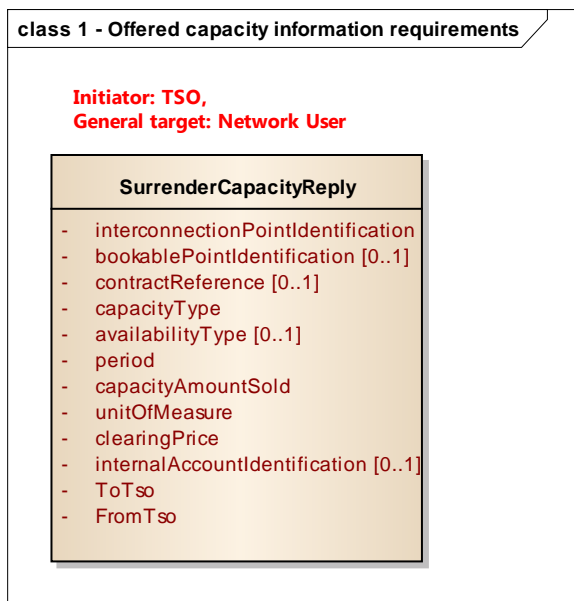 class 1 - Offered capacity information requirements
Initiator: TSO,
General target: Network User
SurrenderCapacityReply
- interconnectionPointIdentification
- bookablePointIdentification [0..1]
- contractReference [0..1]
- capacityType
- availabilityType [0..1]
- period
- capacityAmountSold
- unitOfMeasure
- clearingPrice
- internalAccountIdentification [0..1]
- ToTso
- FromTso